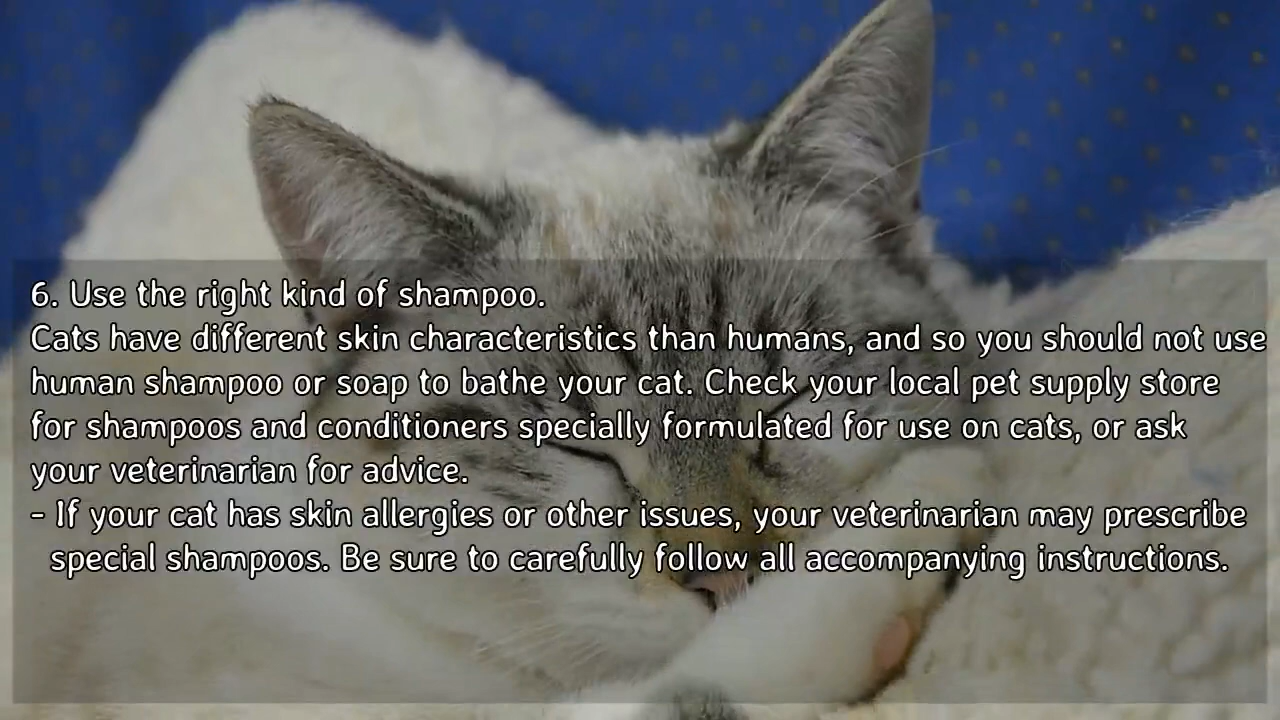 6. Use the right kind of shampoo.
Cats have different skin characteristics than humans, and so you should not use
human shampoo or soap to bathe your cat. Check your local pet supply store
for shampoos and conditioners specially formulated for use on cats, or ask
your veterinarian for advice.
- If your cat has skin allergies or other issues, your veterinarian may prescribe
special shampoos. Be sure to carefully follow all accompanying instructions.